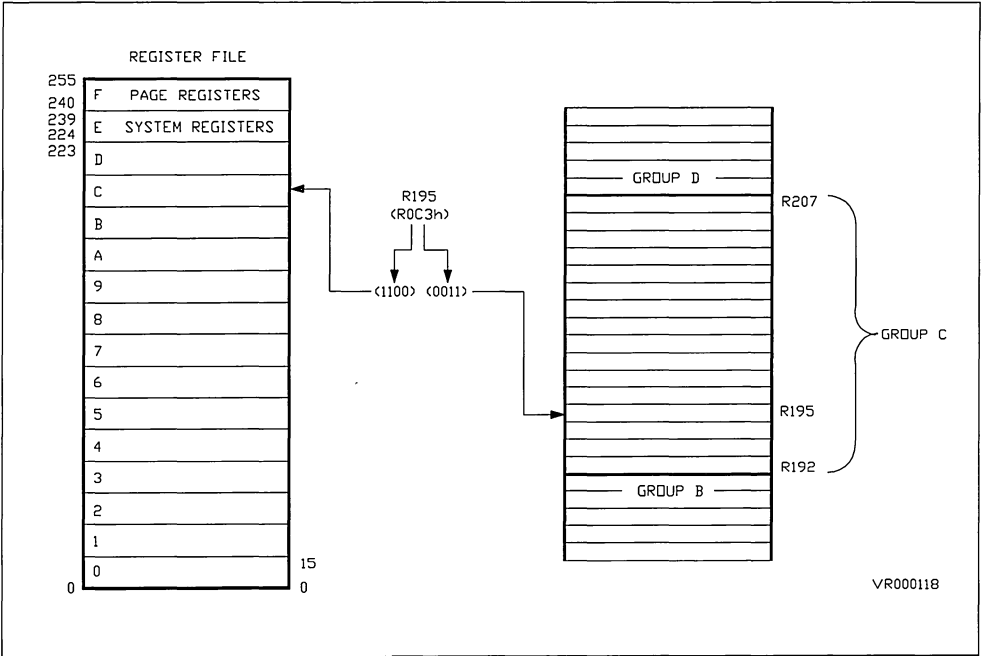 REGISTER FILE
255
240
239
224
223
F PAGE REGISTERS
E SYSTEM REGISTERS
D
C
B
A
9
8
7
6
5
4
3
2
1
0
15
0
0
R195
(R0C3h)
(1100) (0011)
GROUP D
R207
GROUP C
R195
R192
GROUP B
VR000118